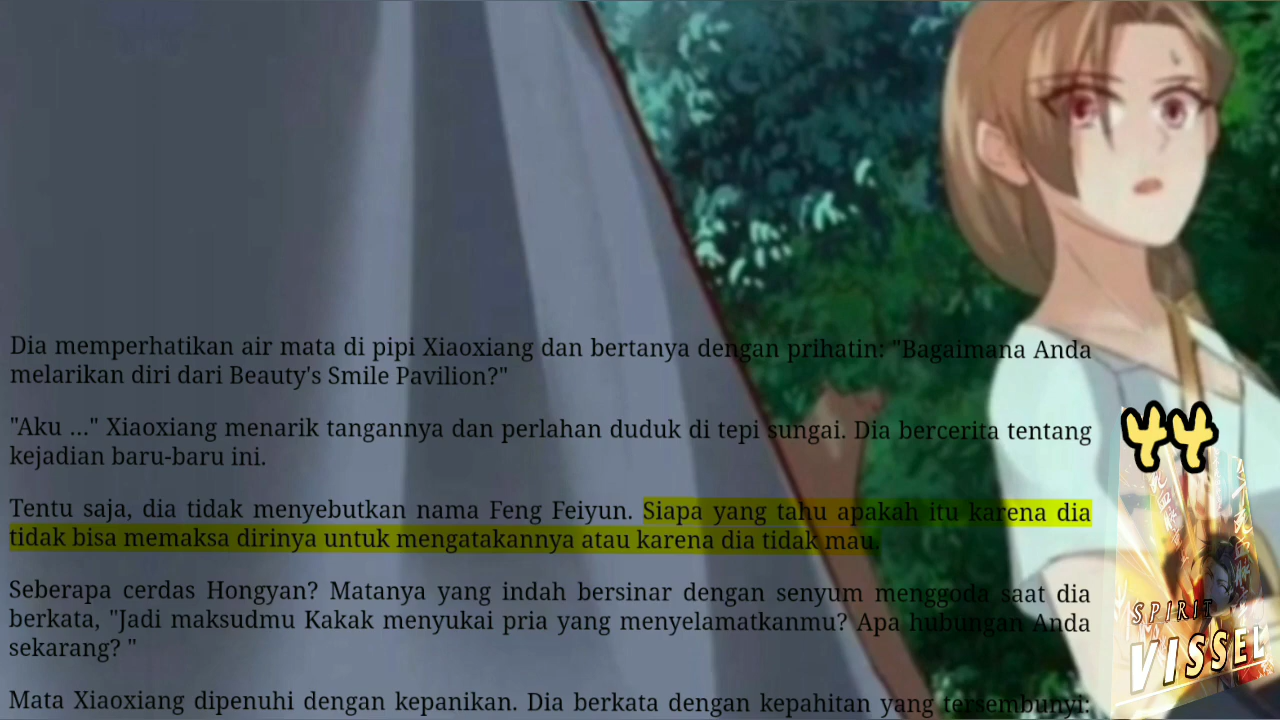 Dia memperhatikan air mata di pipi Xiaoxiang dan bertanya dengan prihatin: "Bagaimana Anda
melarikan diri dari Beauty's Smile Pavilion?"
"Aku ..." Xiaoxiang menarik tangannya dan perlahan duduk di tepi sungai. Dia bercerita tentang
kejadian baru-baru ini.
Tentu saja, dia tidak menyebutkan nama Feng Feiyun. Siapa yang tahu apakah itu karena dia
tidak bisa memaksa dirinya untuk mengatakannya atau karena dia tidak mau.
Seberapa cerdas Hongyan? Matanya yang indah bersinar dengan senyum menggoda saat dia
berkata, "Jadi maksudmu Kakak menyukai pria yang menyelamatkanmu? Apa hubungan Anda
sekarang? "
Mata Xiaoxiang dipenuhi dengan kepanikan. Dia berkata dengan kepahitan yang tersembunyi:
44
SPIRIT
VISSEL